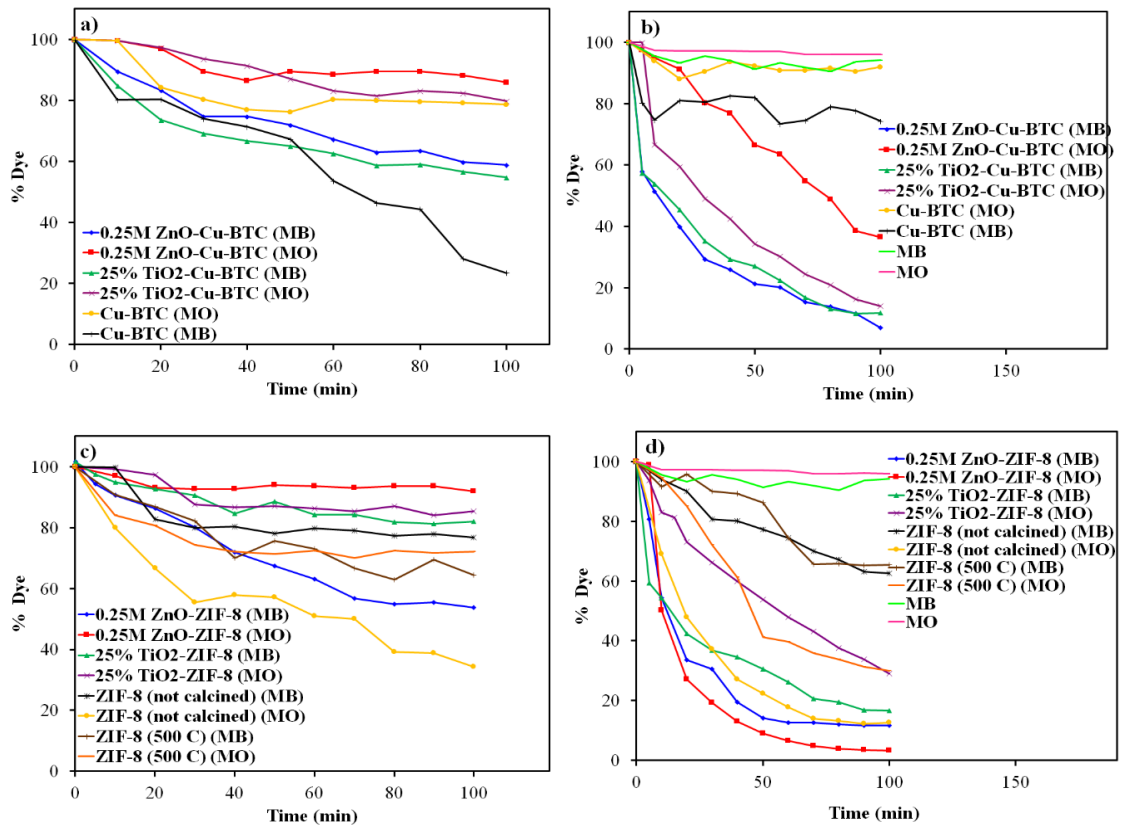 a)
100
80
60
40
20
0
% Dye
0.25M ZnO-Cu-BTC (MB)
0.25M ZnO-Cu-BTC (MO)
25% TiO2-Cu-BTC (MB)
25% TiO2-Cu-BTC (MO)
Cu-BTC (MO)
Cu-BTC (MB)
0 20 40 60 80 100
Time (min)
b)
100
80
60
40
20
0
% Dye
0.25M ZnO-Cu-BTC (MB)
0.25M ZnO-Cu-BTC (MO)
25% TiO2-Cu-BTC (MB)
25% TiO2-Cu-BTC (MO)
Cu-BTC (MO)
Cu-BTC (MB)
MB
MO
0 50 100 150
Time (min)
c)
100
80
60
40
20
0
% Dye
0.25M ZnO-ZIF-8 (MB)
0.25M ZnO-ZIF-8 (MO)
25% TiO2-ZIF-8 (MB)
25% TiO2-ZIF-8 (MO)
ZIF-8 (not calcined) (MB)
ZIF-8 (not calcined) (MO)
ZIF-8 (500 C) (MB)
ZIF-8 (500 C) (MO)
0 20 40 60 80 100
Time (min)
d)
100
80
60
40
20
0
% Dye
0.25M ZnO-ZIF-8 (MB)
0.25M ZnO-ZIF-8 (MO)
25% TiO2-ZIF-8 (MB)
25% TiO2-ZIF-8 (MO)
ZIF-8 (not calcined) (MB)
ZIF-8 (not calcined) (MO)
ZIF-8 (500 C) (MB)
ZIF-8 (500 C) (MO)
MB
MO
0 50 100 150
Time (min)